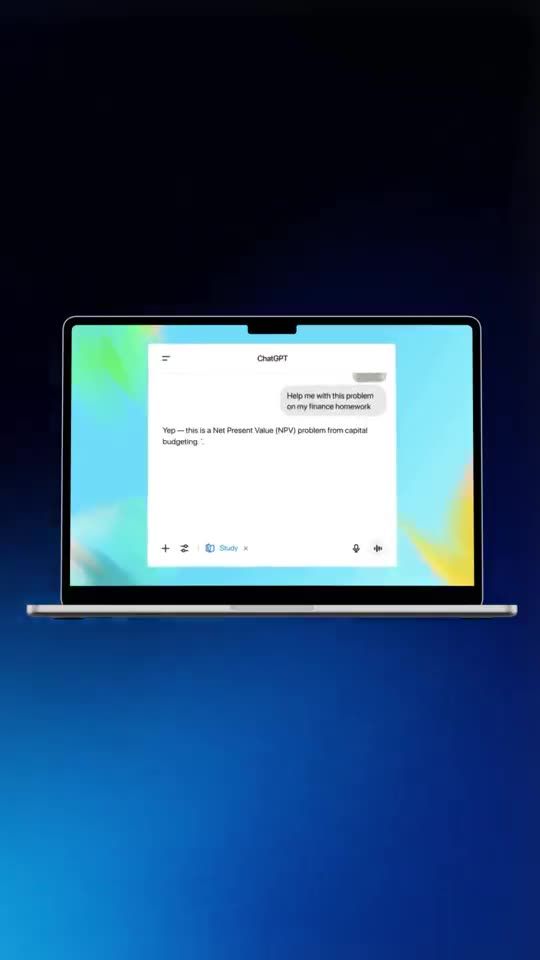 ChatGPT
Help me with this problem
on my finance homework
Yep — this is a Net Present Value (NPV) problem from capital
budgeting.
Study